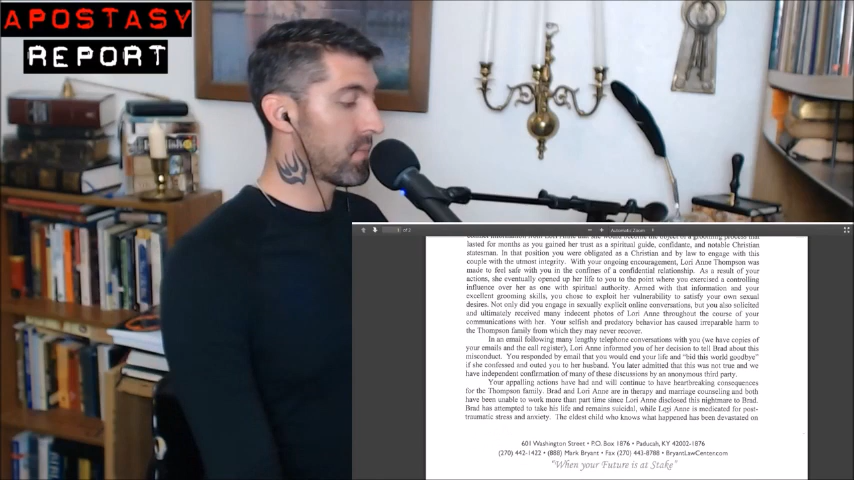 APOSTASY
REPORT
of 2
Automatic Zoom
lasted for months as you gained her trust as a spiritual guide, confidante, and notable Christian
statesman. In that position you were obligated as a Christian and by law to engage with this
couple with the utmost integrity. With your ongoing encouragement, Lori Anne Thompson was
made to feel safe with you in the confines of a confidential relationship. As a result of your
actions, she eventually opened up her life to you to the point where you exercised a controlling
influence over her as one with spiritual authority. Armed with that information and your
excellent grooming skills, you chose to exploit her vulnerability to satisfy your own sexual
desires. Not only did you engage in sexually explicit online conversations, but you also solicited
and ultimately received many indecent photos of Lori Anne throughout the course of your
communications with her. Your selfish and predatory behavior has caused irreparable harm to
the Thompson family from which they may never recover.
In an email following many lengthy telephone conversations with you (we have copies of
your emails and the call register), Lori Anne informed you of her decision to tell Brad about this
misconduct. You responded by email that you would end your life and "bid this world goodbye"
if she confessed and outed you to her husband. You later admitted that this was not true and we
have independent confirmation of many of these discussions by an anonymous third party.
Your appalling actions have had and will continue to have heartbreaking consequences
for the Thompson family. Brad and Lori Anne are in therapy and marriage counseling and both
have been unable to work more than part time since Lori Anne disclosed this nightmare to Brad.
Brad has attempted to take his life and remains suicidal, while Lori Anne is medicated for post-
traumatic stress and anxiety. The eldest child who knows what happened has been devastated on
601 Washington Street • P.O. Box 1876 • Paducah, KY 42002-1876
(270) 442-1422 • (888) Mark Bryant • Fax (270) 443-8788 • BryantLawCenter.com
"When your Future is at Stake"